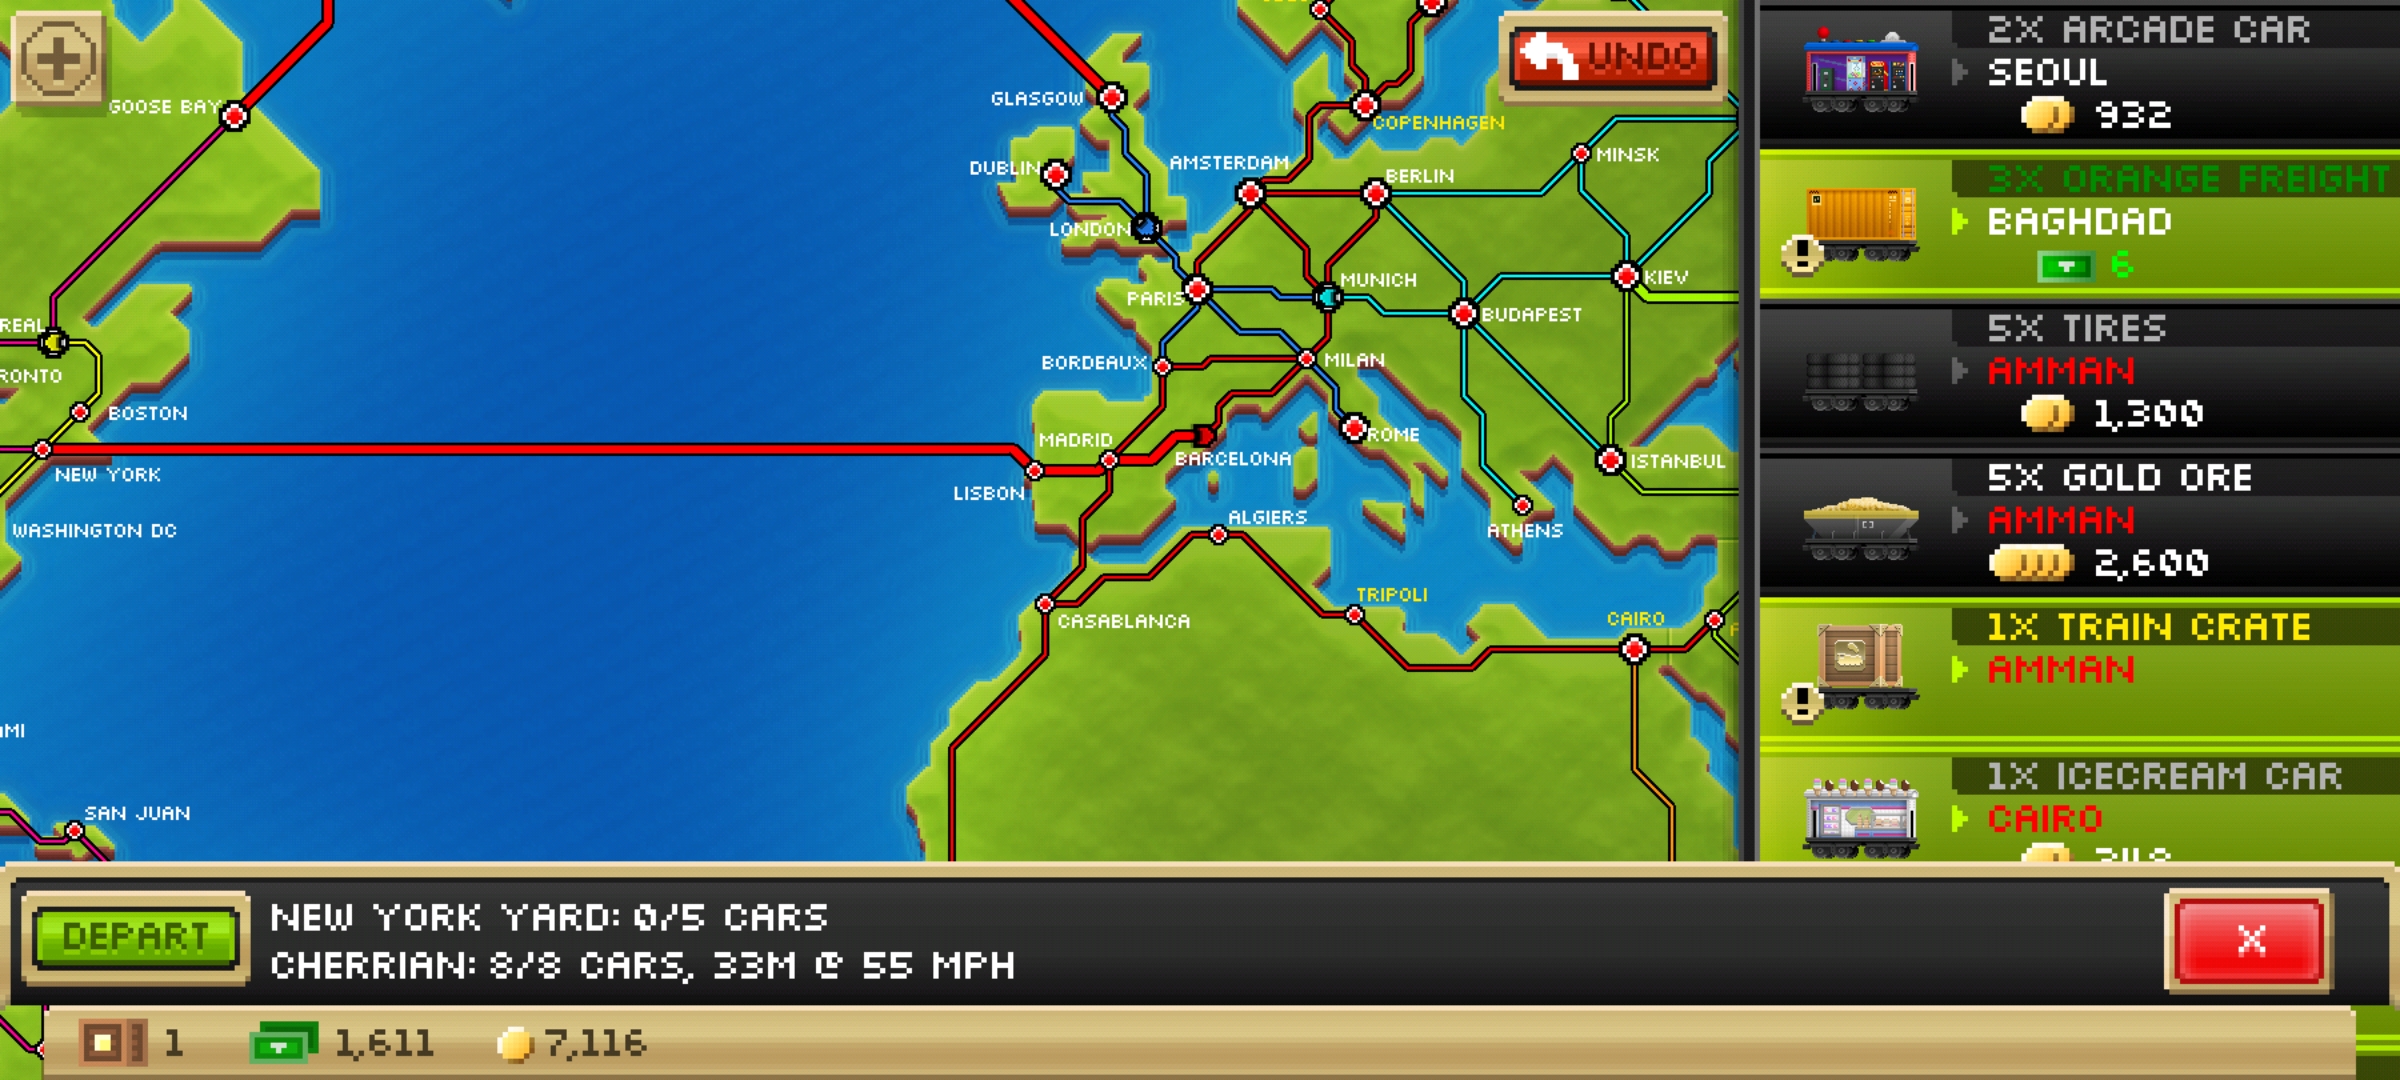 UNDO
GOOSE BAY
GLASGOW
DUBLIN
LONDON
AMSTERDAM
COPENHAGEN
BERLIN
MINSK
PARIS
MUNICH
KIEV
BUDAPEST
BORDEAUX
MILAN
REAL
RONTO
BOSTON
NEW YORK
WASHINGTON DC
MADRID
BARCELONA
ROME
ISTANBUL
LISBON
ALGIERS
ATHENS
CASABLANCA
TRIPOLI
CAIRO
AMI
SAN JUAN
2X ARCADE CAR
SEOUL
932
3X ORANGE FREIGHT
BAGHDAD
6
5X TIRES
AMMAN
1,300
5X GOLD ORE
AMMAN
2,600
1X TRAIN CRATE
AMMAN
1X ICECREAM CAR
CAIRO
DEPART
NEW YORK YARD: 0/5 CARS
CHERRIAN: 8/8 CARS, 33M @ 55 MPH
X
1
1,611
7,116